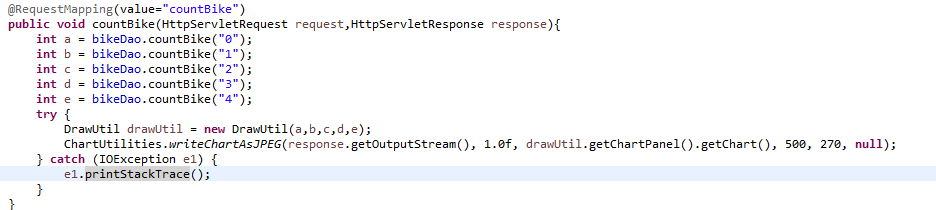 @RequestMapping(value="countBike")
public void countBike(HttpServletRequest request,HttpServletResponse response){
    int a = bikeDao.countBike("0");
    int b = bikeDao.countBike("1");
    int c = bikeDao.countBike("2");
    int d = bikeDao.countBike("3");
    int e = bikeDao.countBike("4");
    try {
        DrawUtil drawUtil = new DrawUtil(a,b,c,d,e);
        ChartUtilities.writeChartAsJPEG(response.getOutputStream(), 1.0f, drawUtil.getChartPanel().getChart(), 500, 270, null);
    } catch (IOException e1) {
        e1.printStackTrace();
    }
}